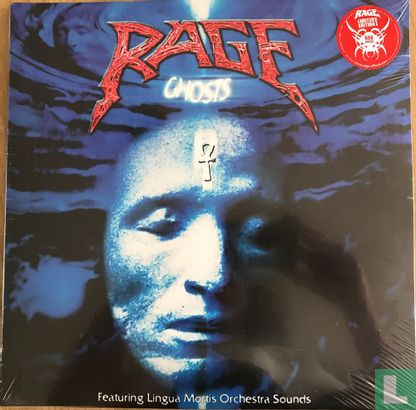 RAGE
GHOSTS
RAGE
LIMITED
EDITION
Featuring Lingua Mortis Orchestra Sounds
L